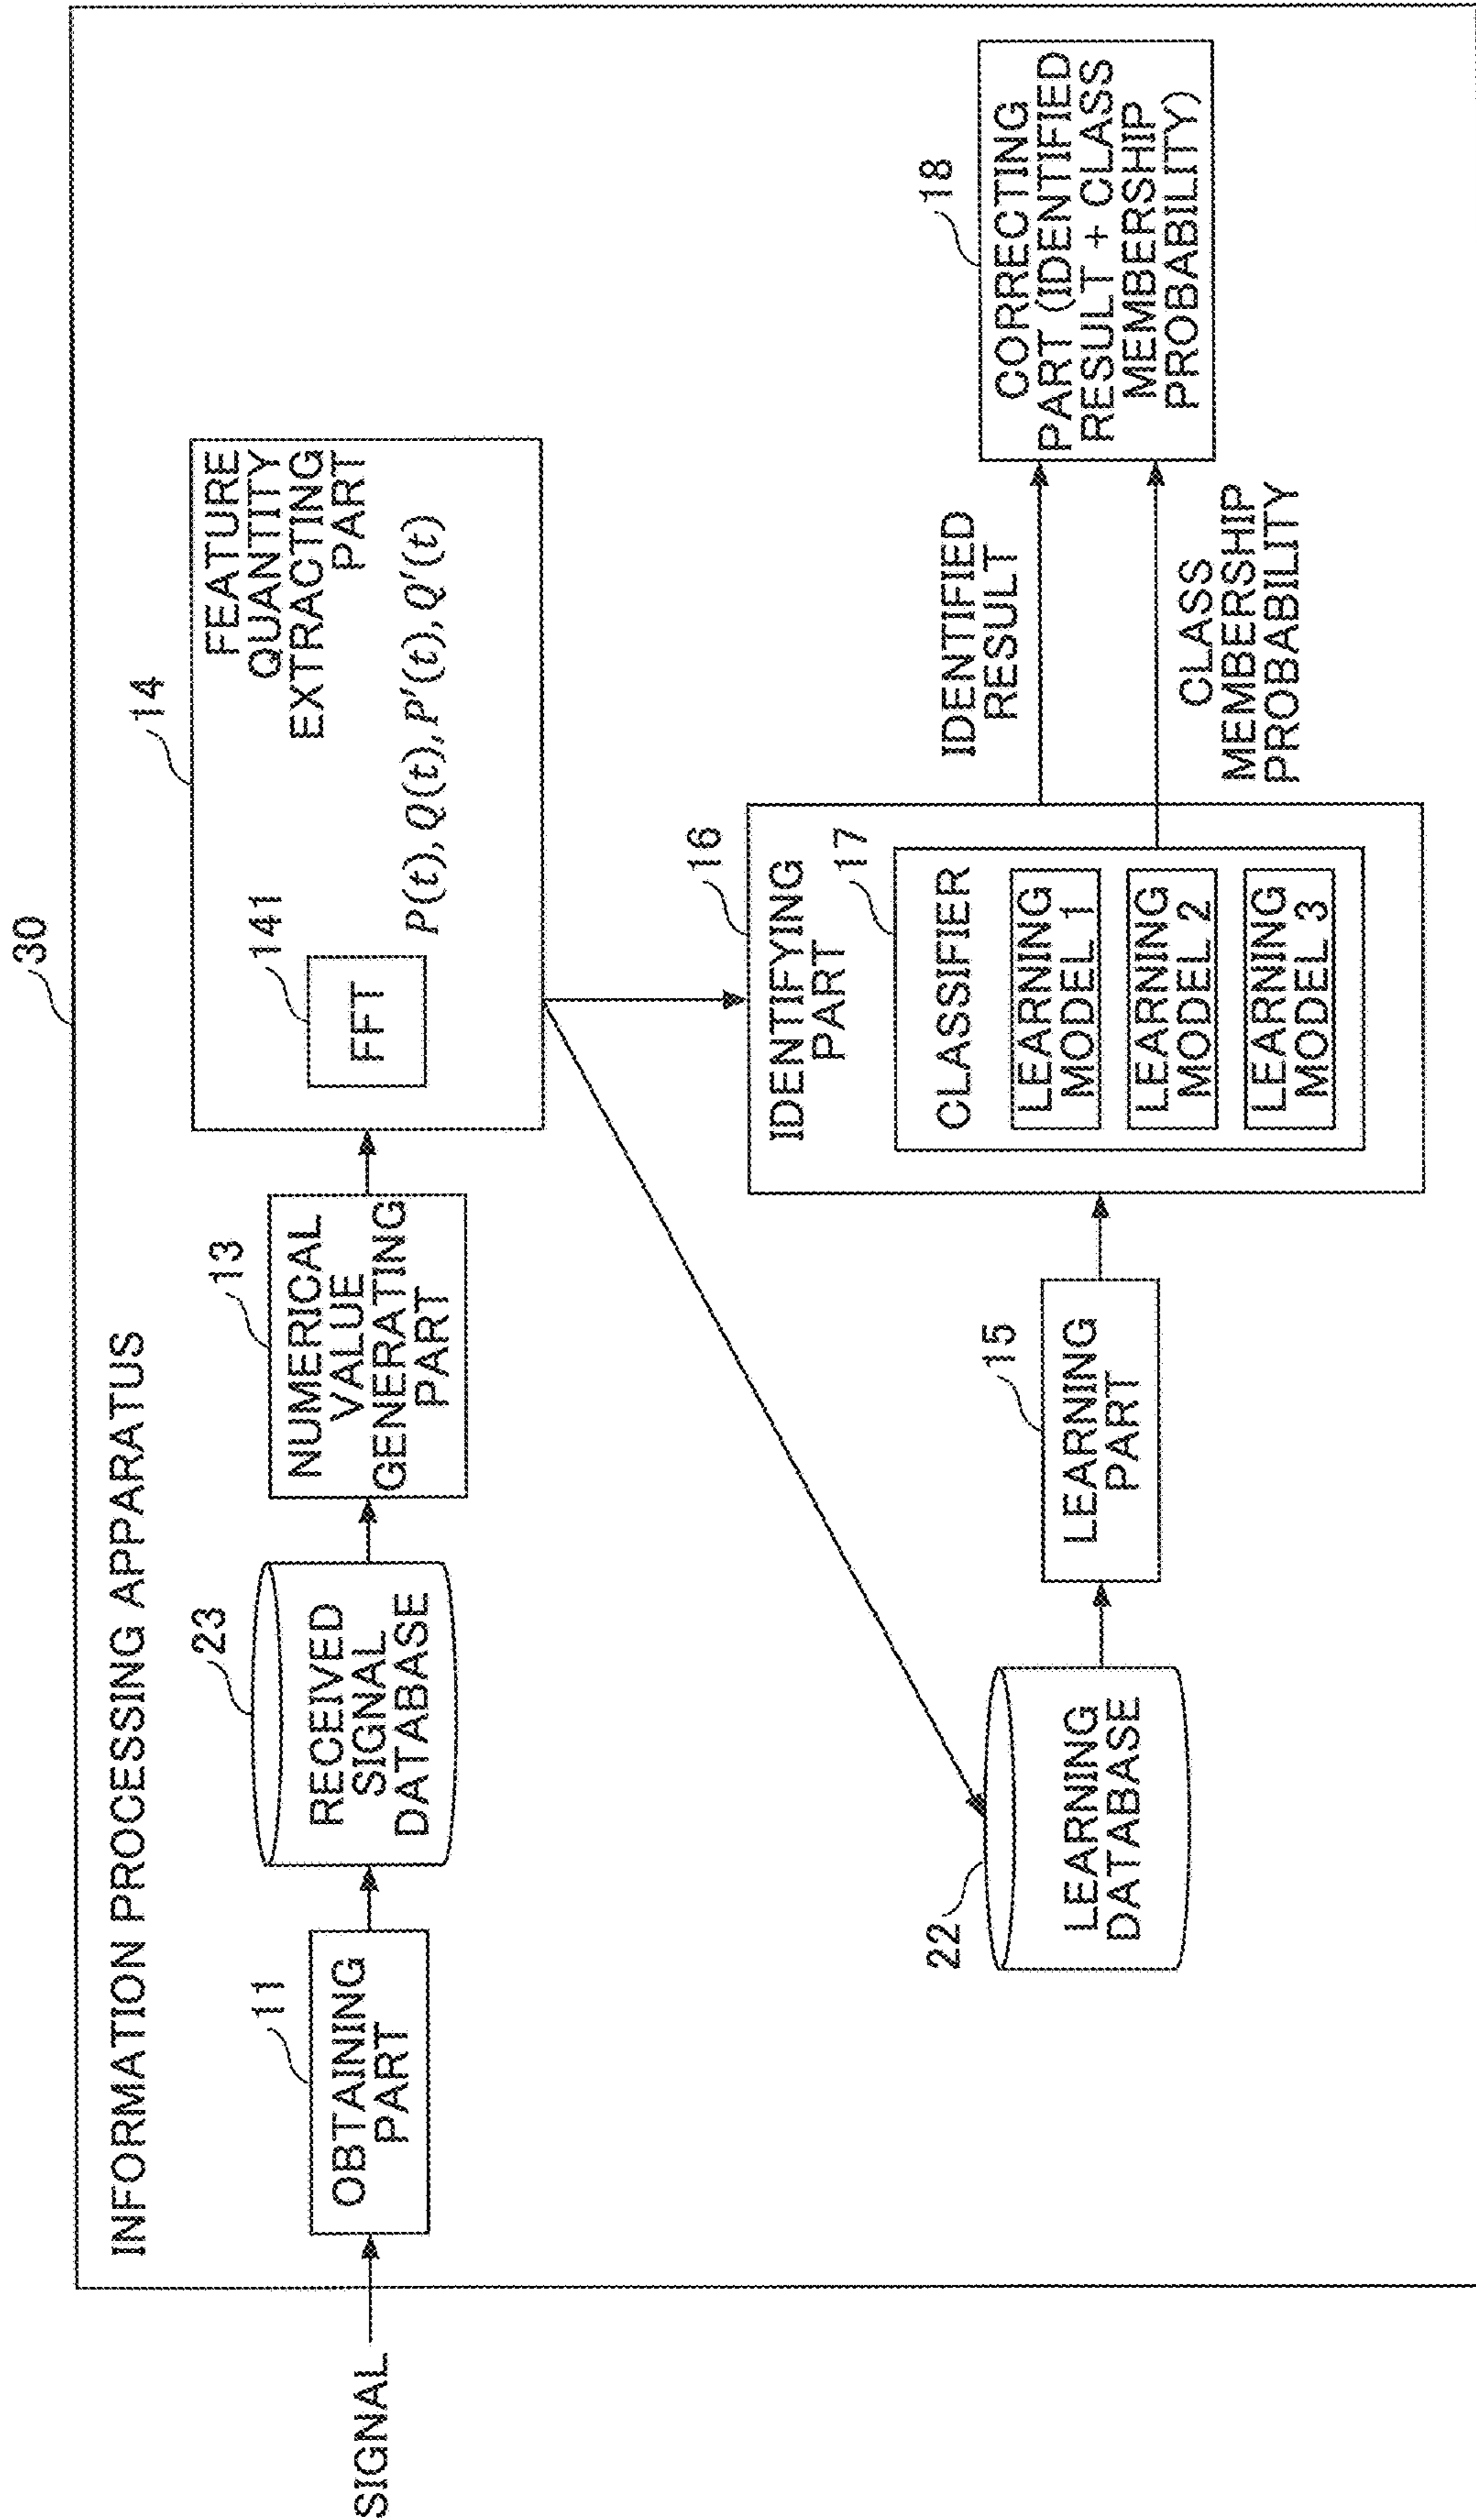 30
INFORMATION PROCESSING APPARATUS
SIGNAL
11
OBTAINING
PART
23
RECEIVED
SIGNAL
DATABASE
13
NUMERICAL
VALUE
GENERATING
PART
14
FEATURE
QUANTITY
EXTRACTING
PART
141
FFT
P(t), Q(t), P'(t), Q'(t)
22
LEARNING
DATABASE
15
LEARNING
PART
16
IDENTIFYING
PART
17
CLASSIFIER
LEARNING
MODEL 1
LEARNING
MODEL 2
LEARNING
MODEL 3
IDENTIFIED
RESULT
CLASS
MEMBERSHIP
PROBABILITY
18
CORRECTING
PART (IDENTIFIED
RESULT + CLASS
MEMBERSHIP
PROBABILITY)